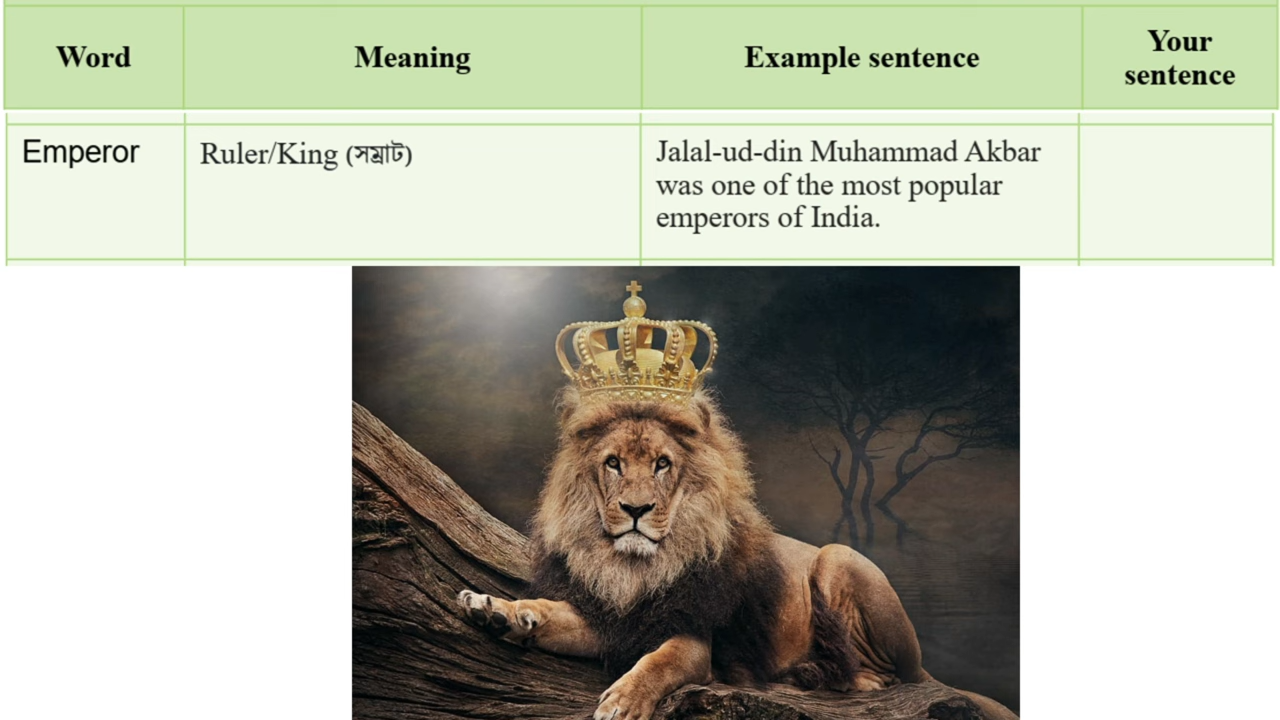 Word
Meaning
Example sentence
Your
sentence
Emperor
Ruler/King (সম্রাট)
Jalal-ud-din Muhammad Akbar
was one of the most popular
emperors of India.